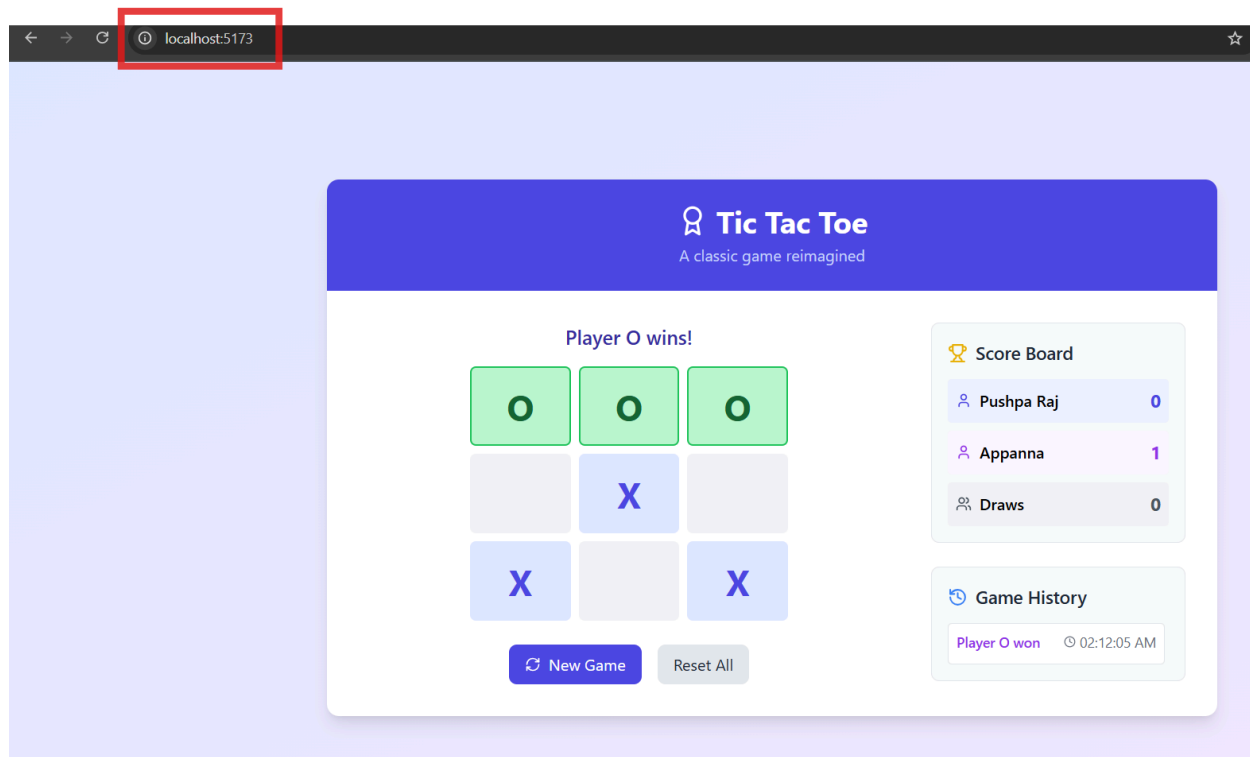 localhost:5173
Tic Tac Toe
A classic game reimagined
Player O wins!
O O O
X
X X
New Game Reset All
Score Board
Pushpa Raj 0
Appanna 1
Draws 0
Game History
Player O won 02:12:05 AM